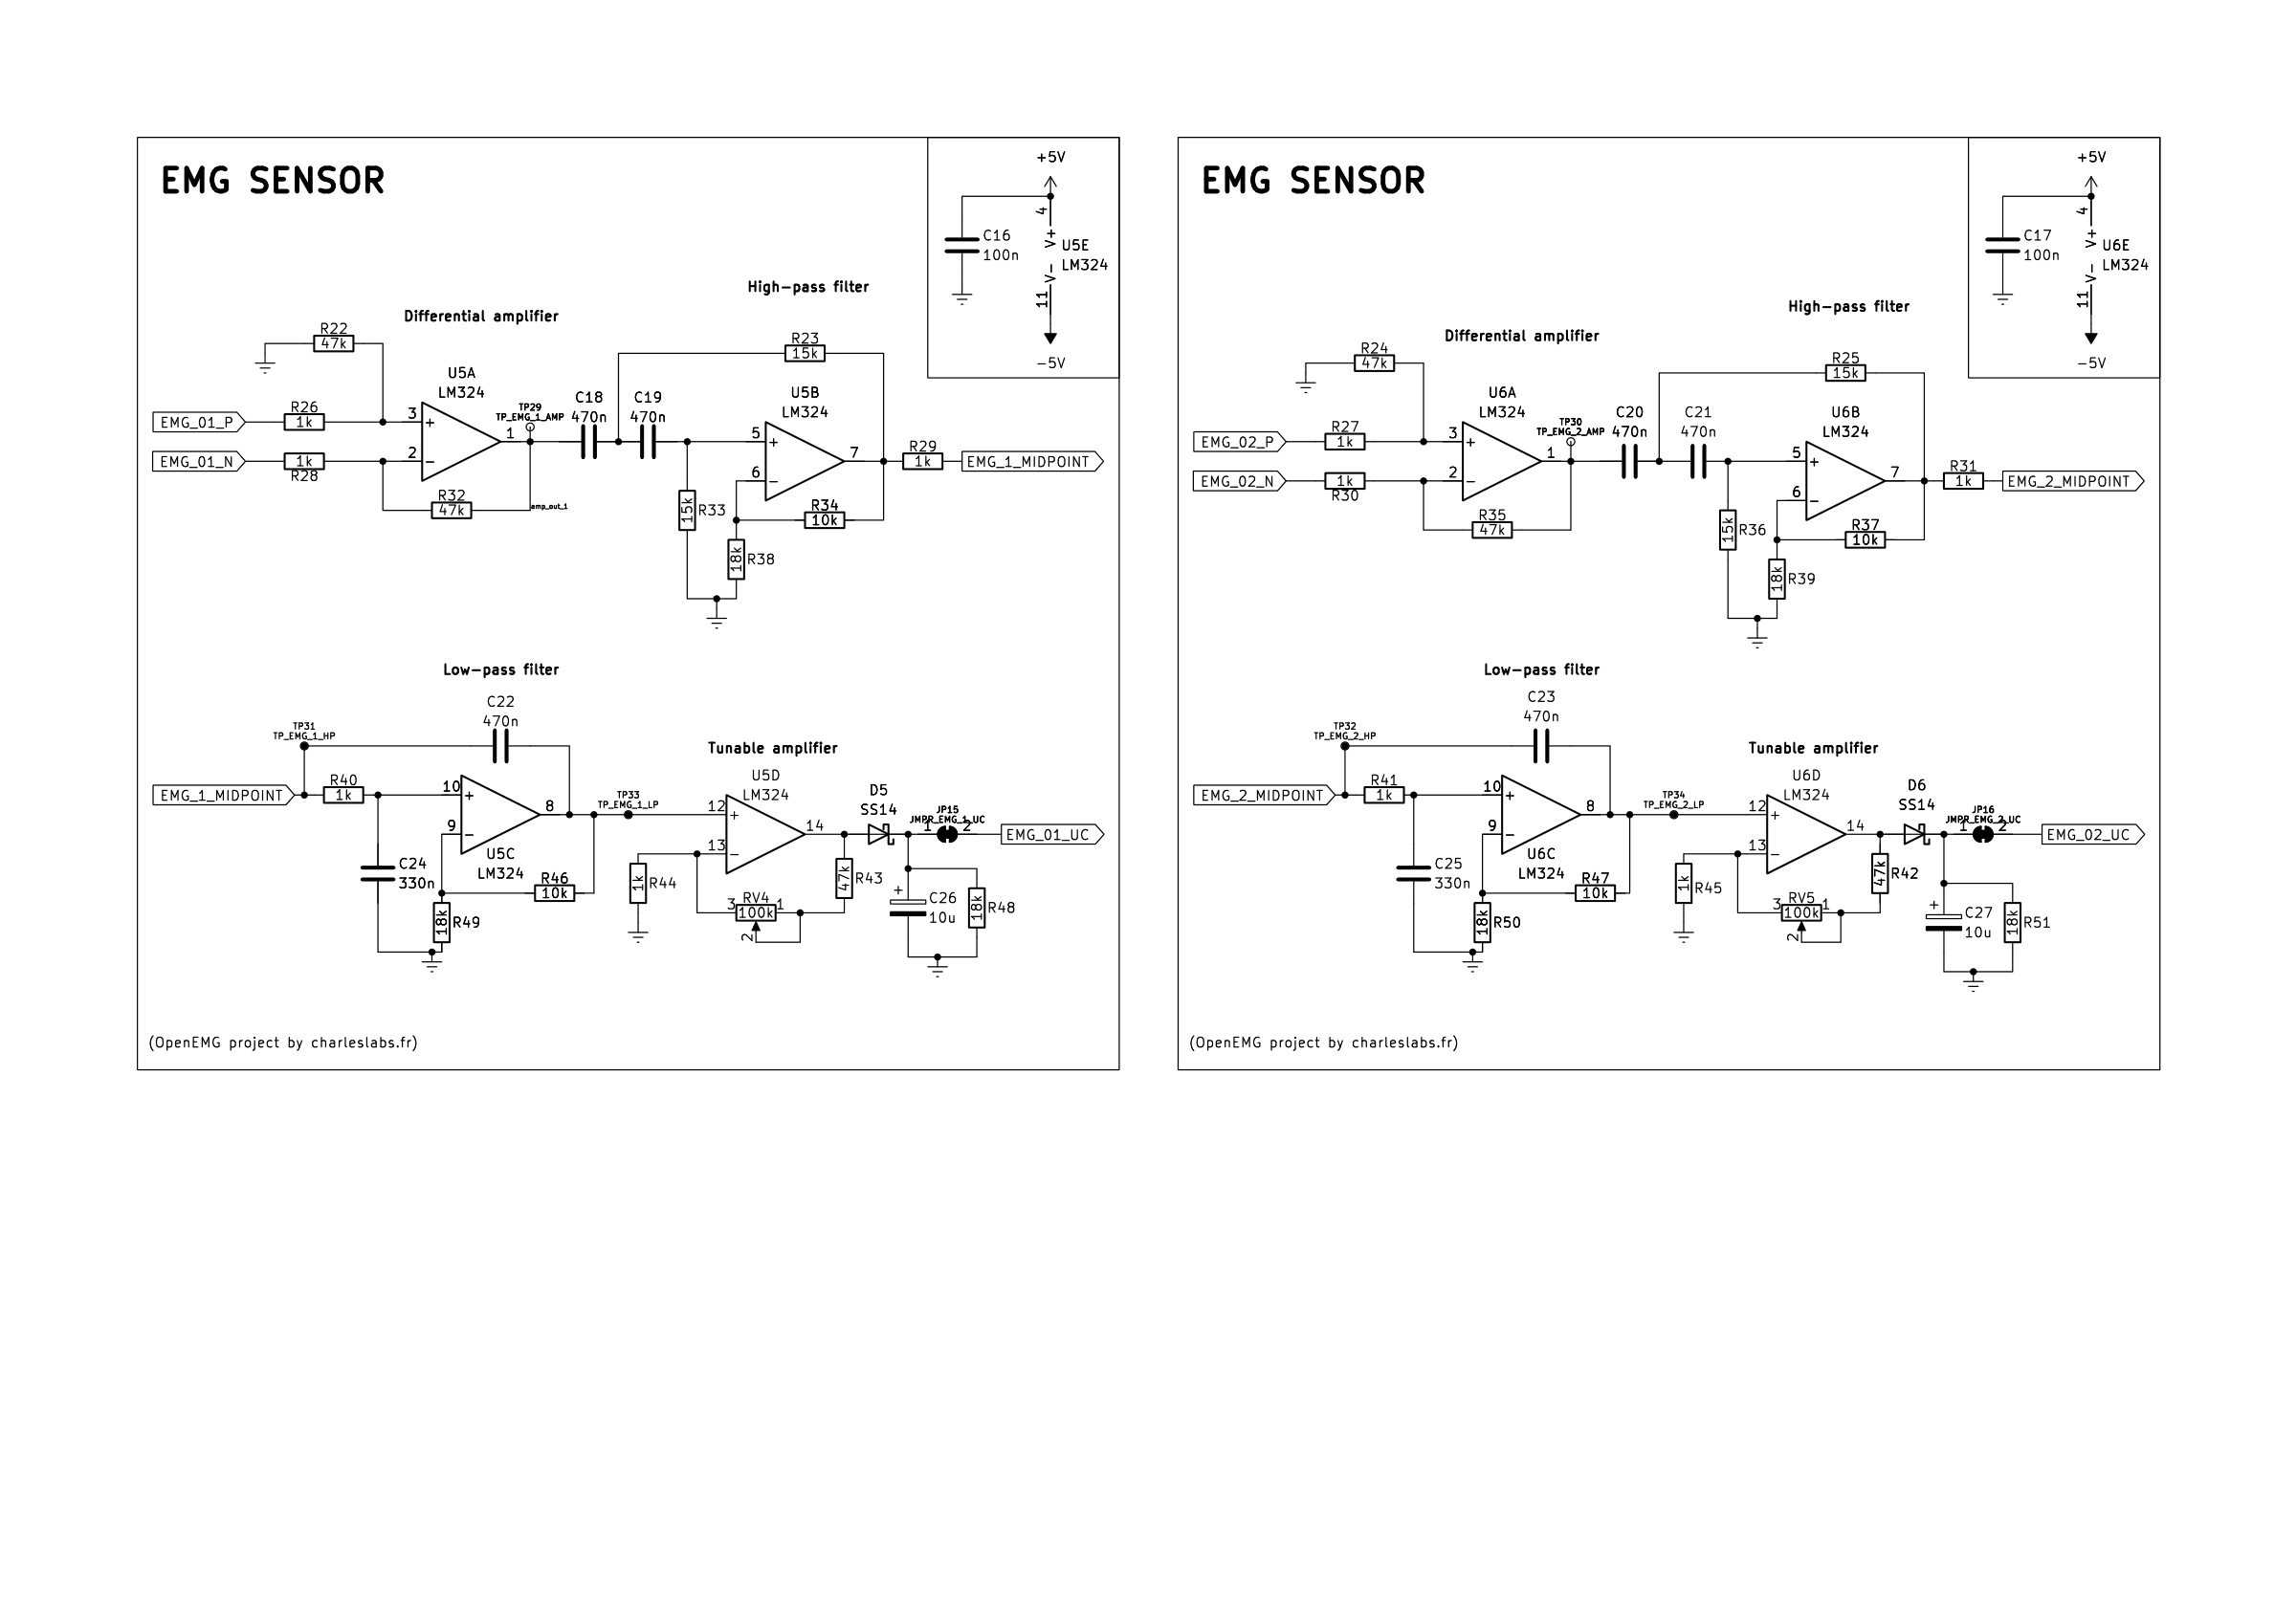 EMG SENSOR
+5V
4
V+
C16
100n
U5E
LM324
V-
11
-5V
High-pass filter
Differential amplifier
R22
47k
R23
15k
U5A
LM324
U5B
LM324
TP29
TP_EMG_1_AMP
C18
470n
C19
470n
EMG_01_P
R26
1k
3
+
1
5
+
7
R29
1k
EMG_1_MIDPOINT
EMG_01_N
1k
R28
2
-
6
-
R32
47k
amp_out_1
15k
R33
R34
10k
18k
R38
Low-pass filter
C22
470n
TP31
TP_EMG_1_HP
Tunable amplifier
U5D
LM324
EMG_1_MIDPOINT
R40
1k
10
+
8
9
-
U5C
LM324
TP33
TP_EMG_1_LP
12
+
14
13
-
D5
SS14
JP15
JMPR_EMG_1_UC
1
2
EMG_01_UC
C24
330n
R46
10k
18k
R49
1k
R44
RV4
3
100k
1
2
47k
R43
+
C26
10u
18k
R48
(OpenEMG project by charleslabs.fr)
EMG SENSOR
+5V
4
V+
C17
100n
U6E
LM324
V-
11
-5V
High-pass filter
Differential amplifier
R24
47k
R25
15k
U6A
LM324
U6B
LM324
TP30
TP_EMG_2_AMP
C20
470n
C21
470n
EMG_02_P
R27
1k
3
+
1
5
+
7
R31
1k
EMG_2_MIDPOINT
EMG_02_N
1k
R30
2
-
6
-
R35
47k
15k
R36
R37
10k
18k
R39
Low-pass filter
C23
470n
TP32
TP_EMG_2_HP
Tunable amplifier
U6D
LM324
EMG_2_MIDPOINT
R41
1k
10
+
8
9
-
U6C
LM324
TP34
TP_EMG_2_LP
12
+
14
13
-
D6
SS14
JP16
JMPR_EMG_2_UC
1
2
EMG_02_UC
C25
330n
R47
10k
18k
R50
1k
R45
RV5
3
100k
1
2
47k
R42
+
C27
10u
18k
R51
(OpenEMG project by charleslabs.fr)